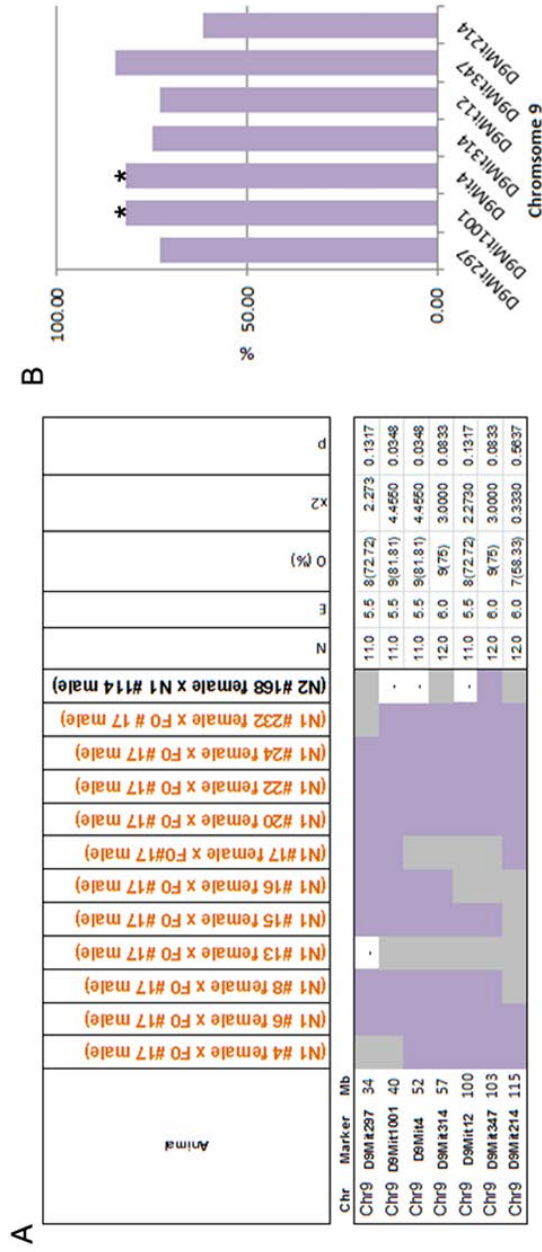 A
Animal
(N1 #4 female x F0 #17 male)
(N1 #6 female x F0 #17 male)
(N1 #8 female x F0 #17 male)
(N1 #13 female x F0 #17 male)
(N1 #15 female x F0 #17 male)
(N1 #16 female x F0 #17 male)
(N1#17 female x F0#17 male)
(N1 #20 female x F0 #17 male)
(N1 #22 female x F0 #17 male)
(N1 #24 female x F0 #17 male)
(N1 #232 female x F0 # 17 male)
(N2 #168 female x N1 #114 male)
N
E
O (%)
x2
p
Chr Marker Mb
Chr9 D9Mit297 34 - 11.0 5.5 8(72.72) 2.273 0.1317
Chr9 D9Mit1001 40 - 11.0 5.5 9(81.81) 4.4550 0.0348
Chr9 D9Mit4 52 - 11.0 5.5 9(81.81) 4.4550 0.0348
Chr9 D9Mit314 57 12.0 6.0 9(75) 3.0000 0.0833
Chr9 D9Mit12 100 - 11.0 5.5 8(72.72) 2.2730 0.1317
Chr9 D9Mit347 103 12.0 6.0 9(75) 3.0000 0.0833
Chr9 D9Mit214 115 12.0 6.0 7(58.33) 0.3330 0.5637
B
100.00
50.00
0.00
%
* *
D9Mit297
D9Mit1001
D9Mit4
D9Mit314
D9Mit12
D9Mit347
D9Mit214
Chromsome 9